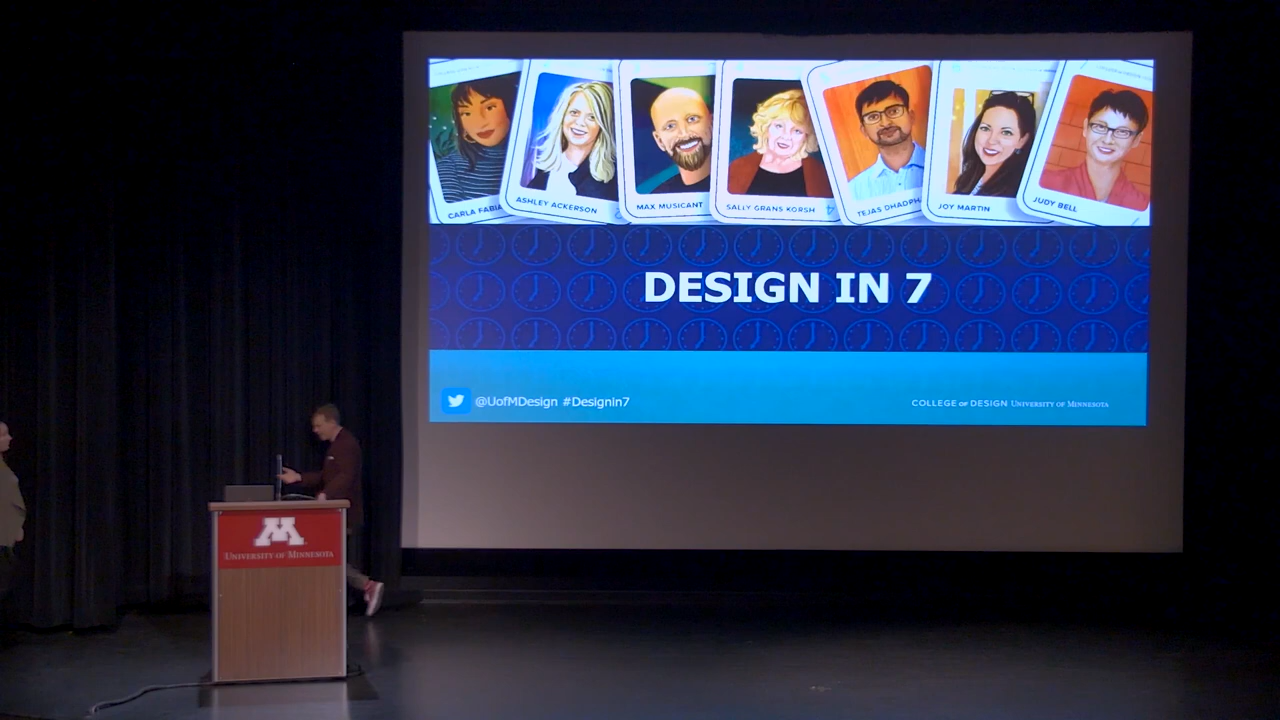 CARLA FABIA
ASHLEY ACKERSON
MAX MUSICANT
SALLY GRANS KORSH
TEJAS DHADPH
JOY MARTIN
JUDY BELL
DESIGN IN 7
@UofMDesign #Designin7
COLLEGE OF DESIGN UNIVERSITY OF MINNESOTA
M
UNIVERSITY OF MINNESOTA